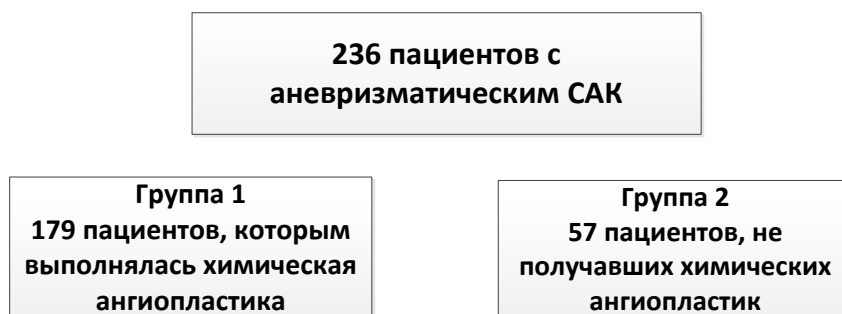 236 пациентов с
аневризматическим САК
Группа 1
179 пациентов, которым
выполнялась химическая
ангиопластика
Группа 2
57 пациентов, не
получавших химических
ангиопластик